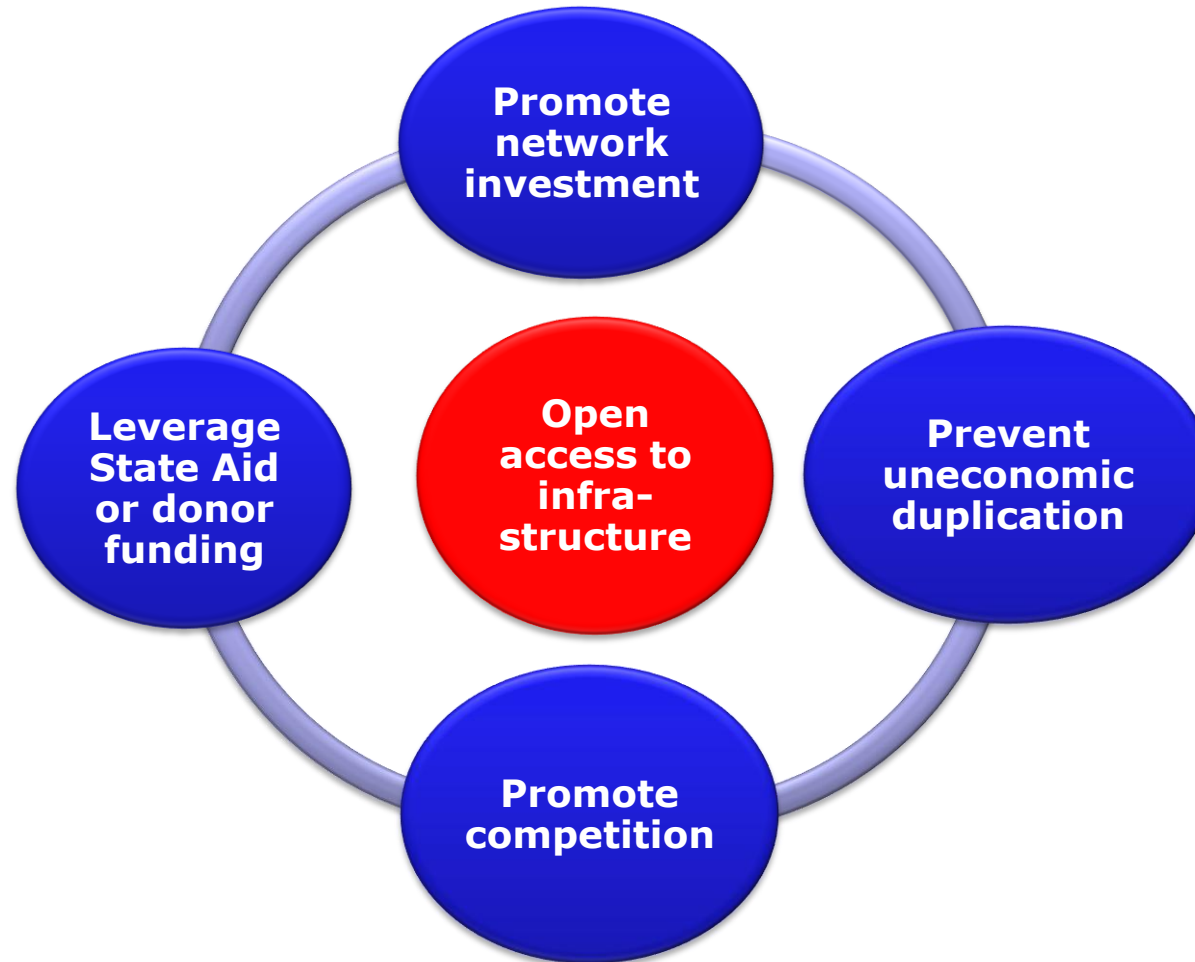 Promote
network
investment
Leverage
State Aid
or donor
funding
Open
access to
infra-
structure
Prevent
uneconomic
duplication
Promote
competition